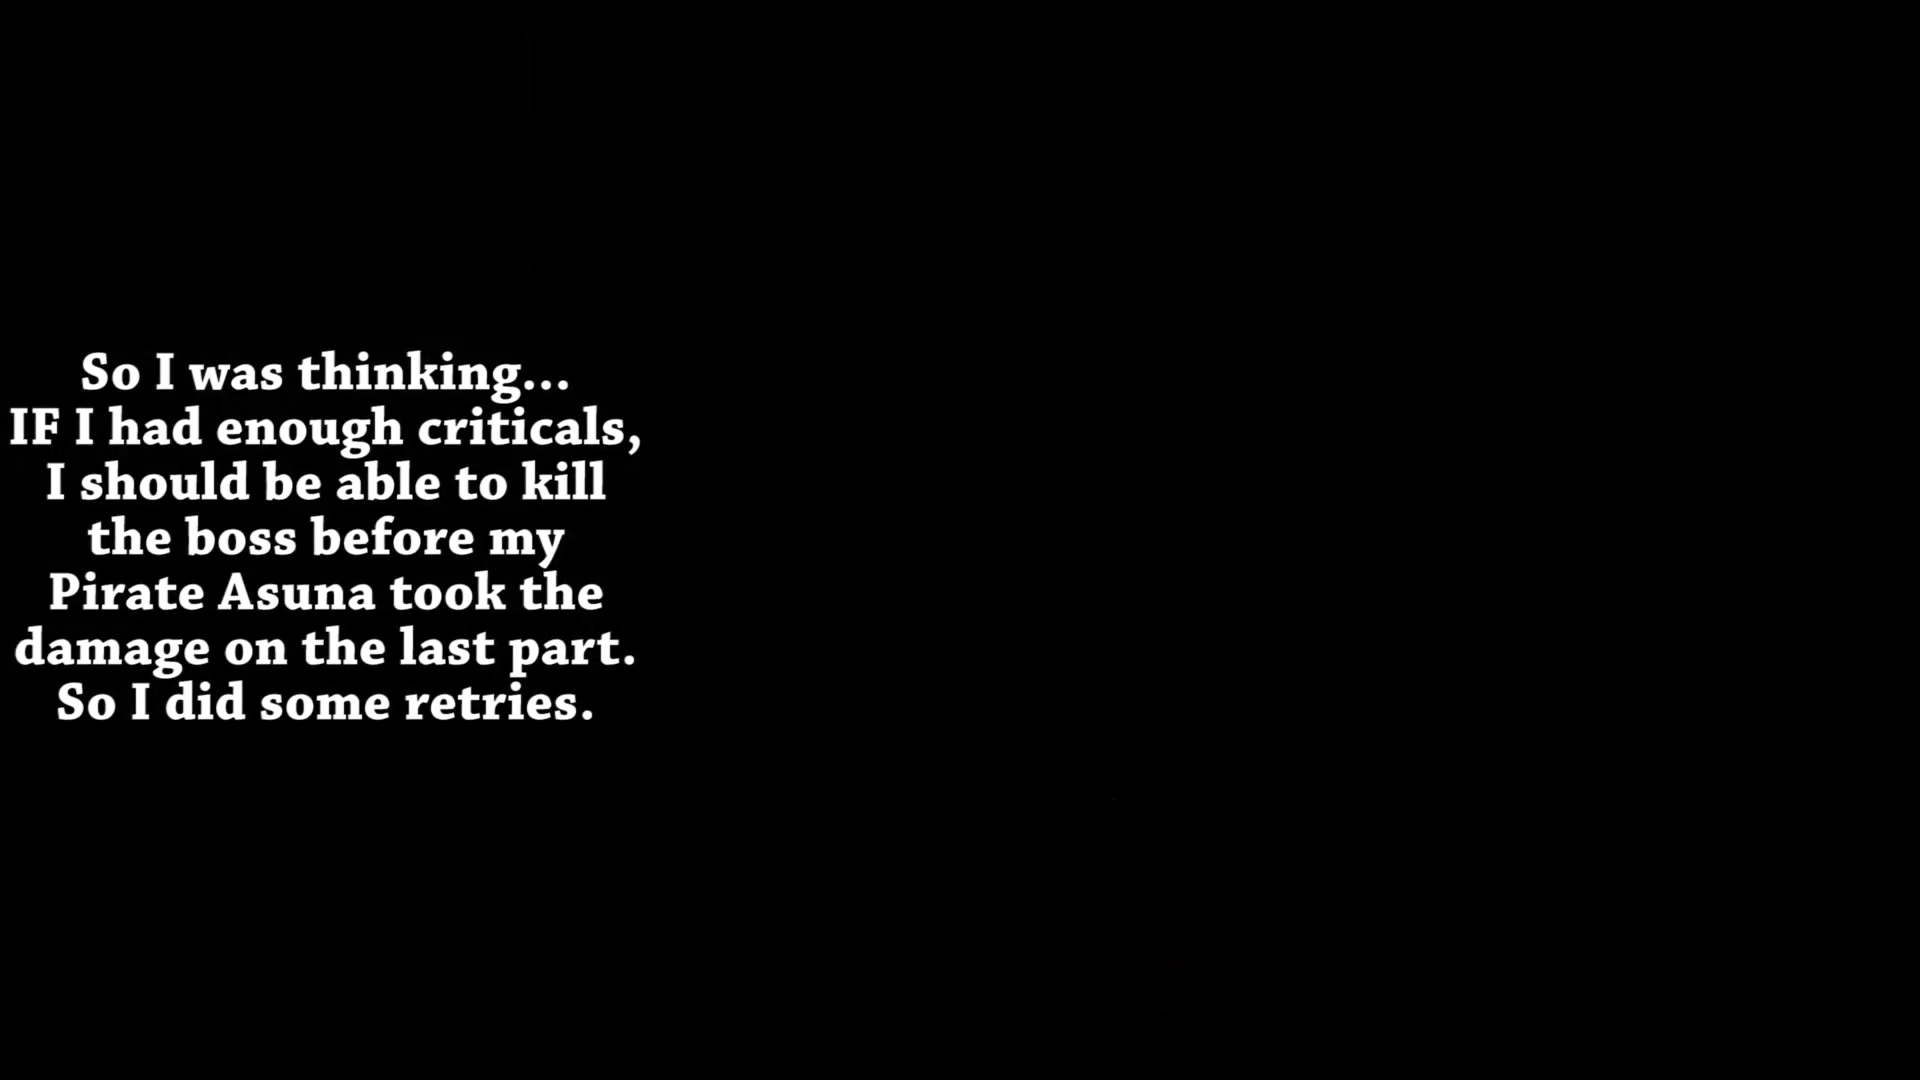 So I was thinking...
IF I had enough criticals,
I should be able to kill
the boss before my
Pirate Asuna took the
damage on the last part.
So I did some retries.